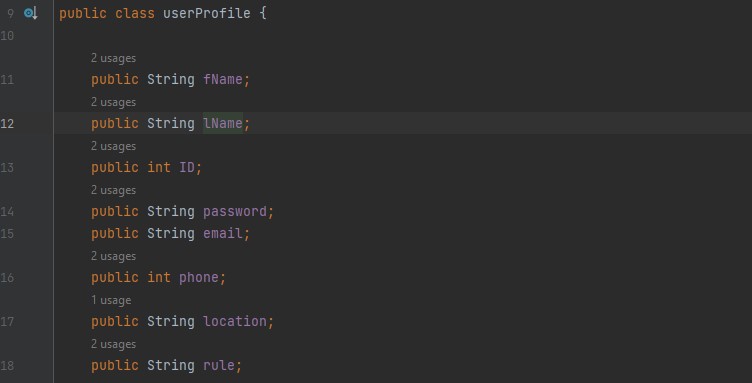 9 public class userProfile {
10
2 usages
11 public String fName;
2 usages
12 public String lName;
2 usages
13 public int ID;
2 usages
14 public String password;
15 public String email;
2 usages
16 public int phone;
1 usage
17 public String location;
2 usages
18 public String rule;